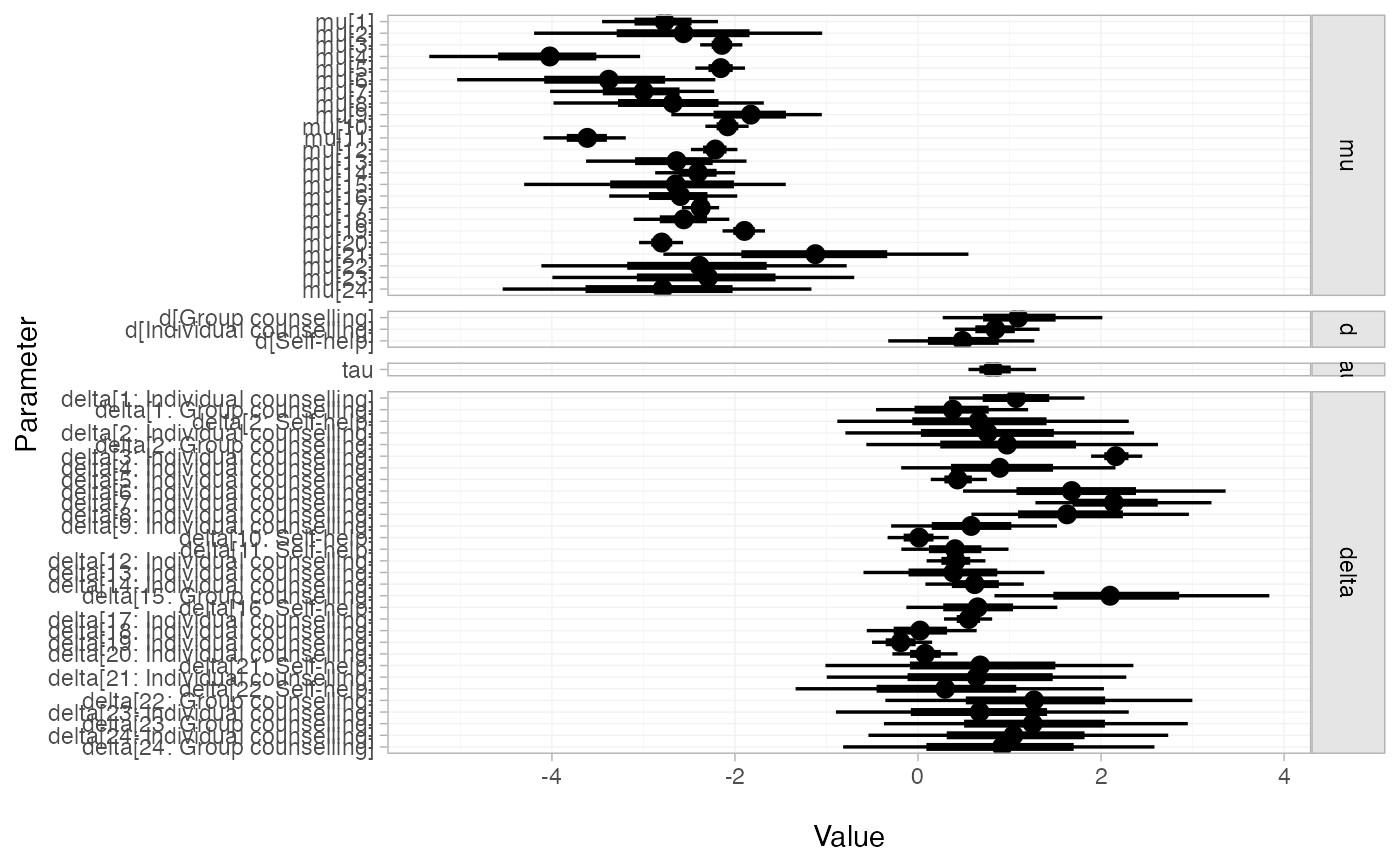 mu[1]
mu[2]
mu[3]
mu[4]
mu[5]
mu[6]
mu[7]
mu[8]
mu[9]
mu[10]
mu[11]
mu[12]
mu[13]
mu[14]
mu[15]
mu[16]
mu[17]
mu[18]
mu[19]
mu[20]
mu[21]
mu[22]
mu[23]
mu[24]
mu
d[Group counselling]
d[Individual counselling]
d[Self-help]
d
tau
delta[1: Individual counselling]
delta[1: Group counselling]
delta[2: Self-help]
delta[2: Individual counselling]
delta[2: Group counselling]
delta[3: Individual counselling]
delta[4: Individual counselling]
delta[5: Individual counselling]
delta[6: Individual counselling]
delta[7: Individual counselling]
delta[8: Individual counselling]
delta[9: Individual counselling]
delta[10: Self-help]
delta[11: Self-help]
delta[12: Individual counselling]
delta[13: Individual counselling]
delta[14: Individual counselling]
delta[15: Group counselling]
delta[16: Self-help]
delta[17: Individual counselling]
delta[18: Individual counselling]
delta[19: Individual counselling]
delta[20: Individual counselling]
delta[21: Self-help]
delta[21: Individual counselling]
delta[22: Self-help]
delta[22: Group counselling]
delta[23: Individual counselling]
delta[23: Group counselling]
delta[24: Individual counselling]
delta[24: Group counselling]
delta
Parameter
-4
-2
0
2
4
Value